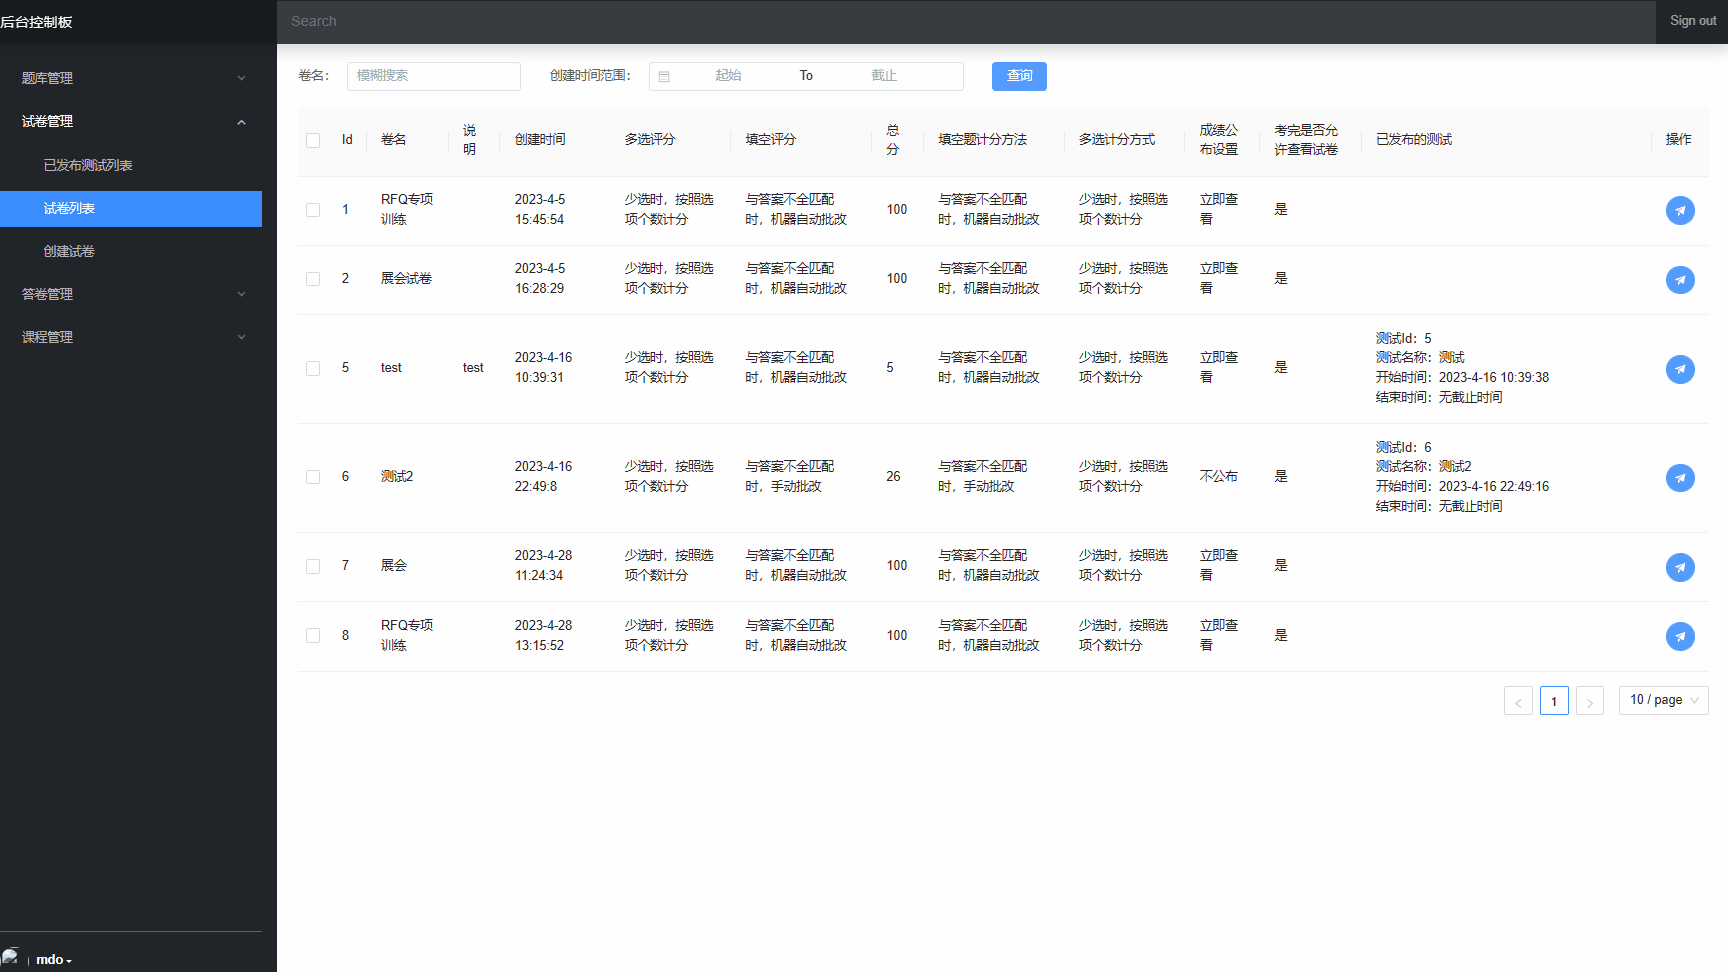 后台控制板
Search
Sign out
题库管理
试卷管理
已发布测试列表
试卷列表
创建试卷
答卷管理
课程管理
mdo
卷名：
模糊搜索
创建时间范围：
起始
To
截止
查询
Id
卷名
说
明
创建时间
多选评分
填空评分
总
分
填空题计分方法
多选计分方式
成绩公
布设置
考完是否允
许查看试卷
已发布的测试
操作
1
RFQ专项
训练
2023-4-5
15:45:54
少选时，按照选
项个数计分
与答案不全匹配
时，机器自动批改
100
与答案不全匹配
时，机器自动批改
少选时，按照选
项个数计分
立即查
看
是
2
展会试卷
2023-4-5
16:28:29
少选时，按照选
项个数计分
与答案不全匹配
时，机器自动批改
100
与答案不全匹配
时，机器自动批改
少选时，按照选
项个数计分
立即查
看
是
5
test
test
2023-4-16
10:39:31
少选时，按照选
项个数计分
与答案不全匹配
时，机器自动批改
5
与答案不全匹配
时，机器自动批改
少选时，按照选
项个数计分
立即查
看
是
测试Id：5
测试名称：测试
开始时间：2023-4-16 10:39:38
结束时间：无截止时间
6
测试2
2023-4-16
22:49:8
少选时，按照选
项个数计分
与答案不全匹配
时，手动批改
26
与答案不全匹配
时，手动批改
少选时，按照选
项个数计分
不公布
是
测试Id：6
测试名称：测试2
开始时间：2023-4-16 22:49:16
结束时间：无截止时间
7
展会
2023-4-28
11:24:34
少选时，按照选
项个数计分
与答案不全匹配
时，机器自动批改
100
与答案不全匹配
时，机器自动批改
少选时，按照选
项个数计分
立即查
看
是
8
RFQ专项
训练
2023-4-28
13:15:52
少选时，按照选
项个数计分
与答案不全匹配
时，机器自动批改
100
与答案不全匹配
时，机器自动批改
少选时，按照选
项个数计分
立即查
看
是
1
10 / page